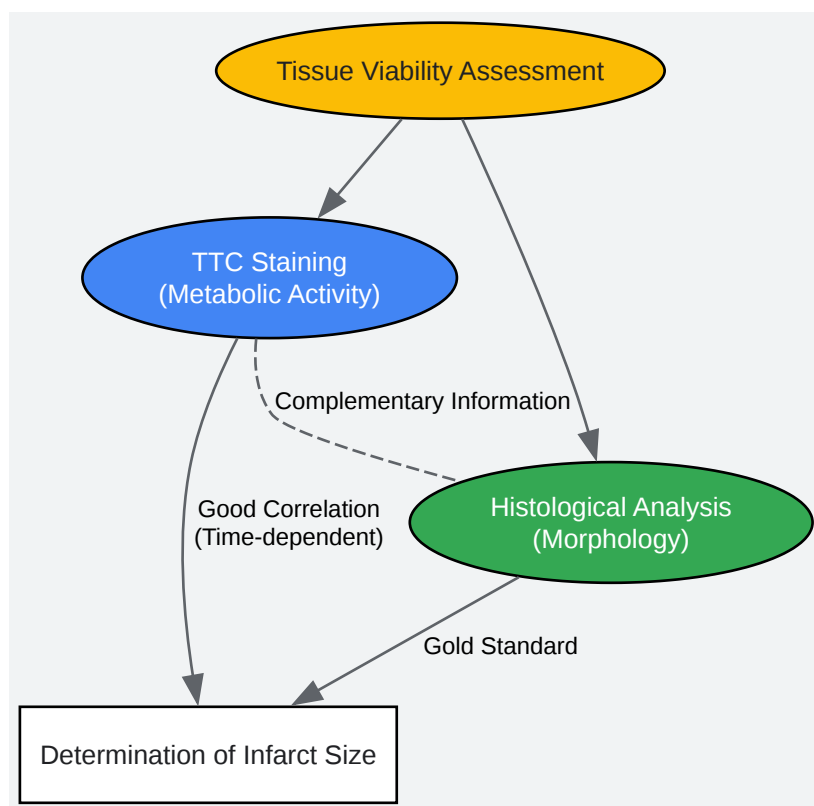 Tissue Viability Assessment
TTC Staining
(Metabolic Activity)
Complementary Information
Good Correlation
(Time-dependent)
Histological Analysis
(Morphology)
Gold Standard
Determination of Infarct Size